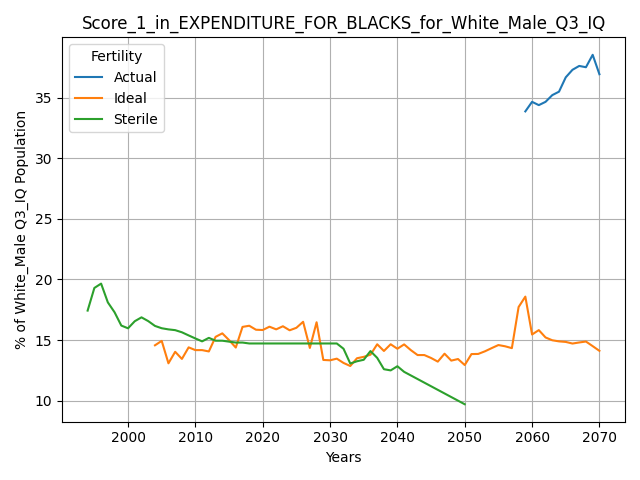 Score_1_in_EXPENDITURE_FOR_BLACKS_for_White_Male_Q3_IQ
Fertility
Actual
Ideal
Sterile
% of White_Male Q3_IQ Population
35
30
25
20
15
10
2000 2010 2020 2030 2040 2050 2060 2070
Years